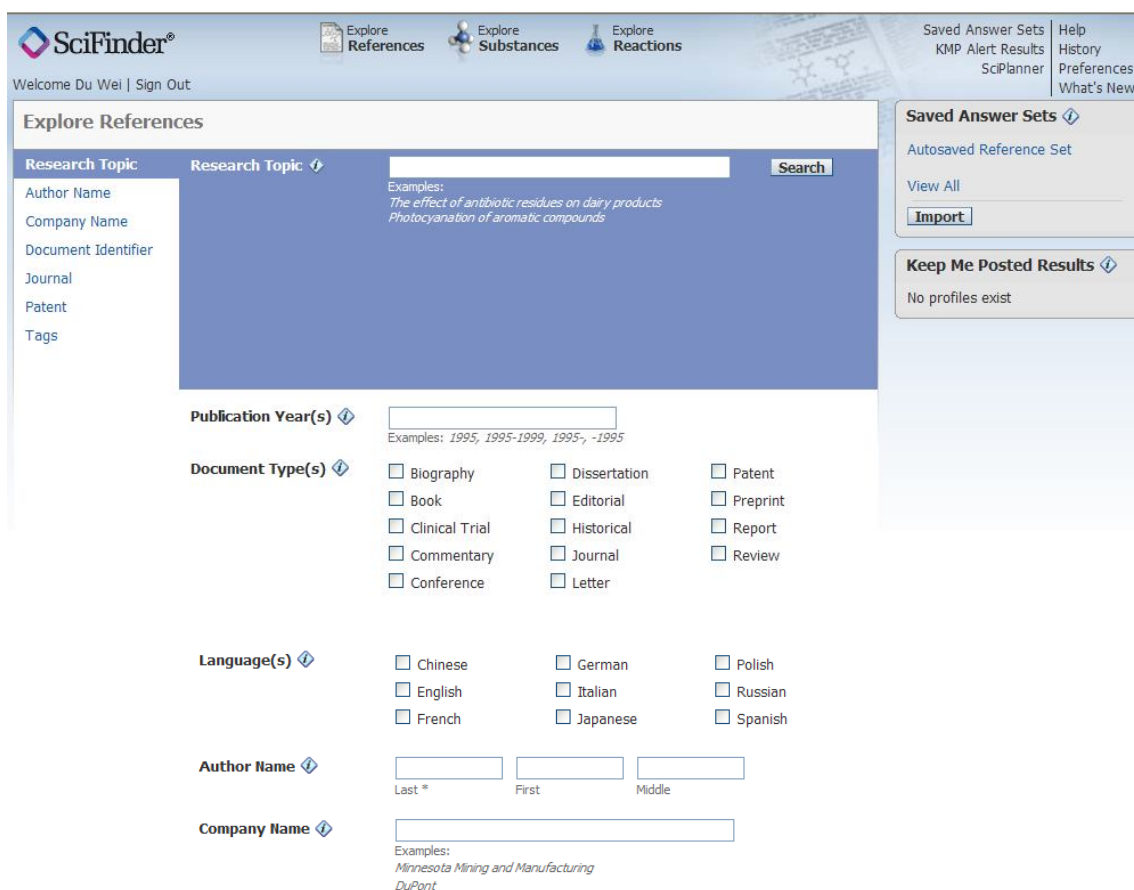 SciFinder®
Explore References
Explore Substances
Explore Reactions
Saved Answer Sets
KMP Alert Results
SciPlanner
Help
History
Preferences
What's New
Welcome Du Wei | Sign Out
Explore References
Research Topic
Author Name
Company Name
Document Identifier
Journal
Patent
Tags
Research Topic
Search
Examples:
The effect of antibiotic residues on dairy products
Photocyanation of aromatic compounds
Saved Answer Sets
Autosaved Reference Set
View All
Import
Keep Me Posted Results
No profiles exist
Publication Year(s)
Examples: 1995, 1995-1999, 1995-, -1995
Document Type(s)
Biography Dissertation Patent
Book Editorial Preprint
Clinical Trial Historical Report
Commentary Journal Review
Conference Letter
Language(s)
Chinese German Polish
English Italian Russian
French Japanese Spanish
Author Name
Last * First Middle
Company Name
Examples:
Minnesota Mining and Manufacturing
DuPont